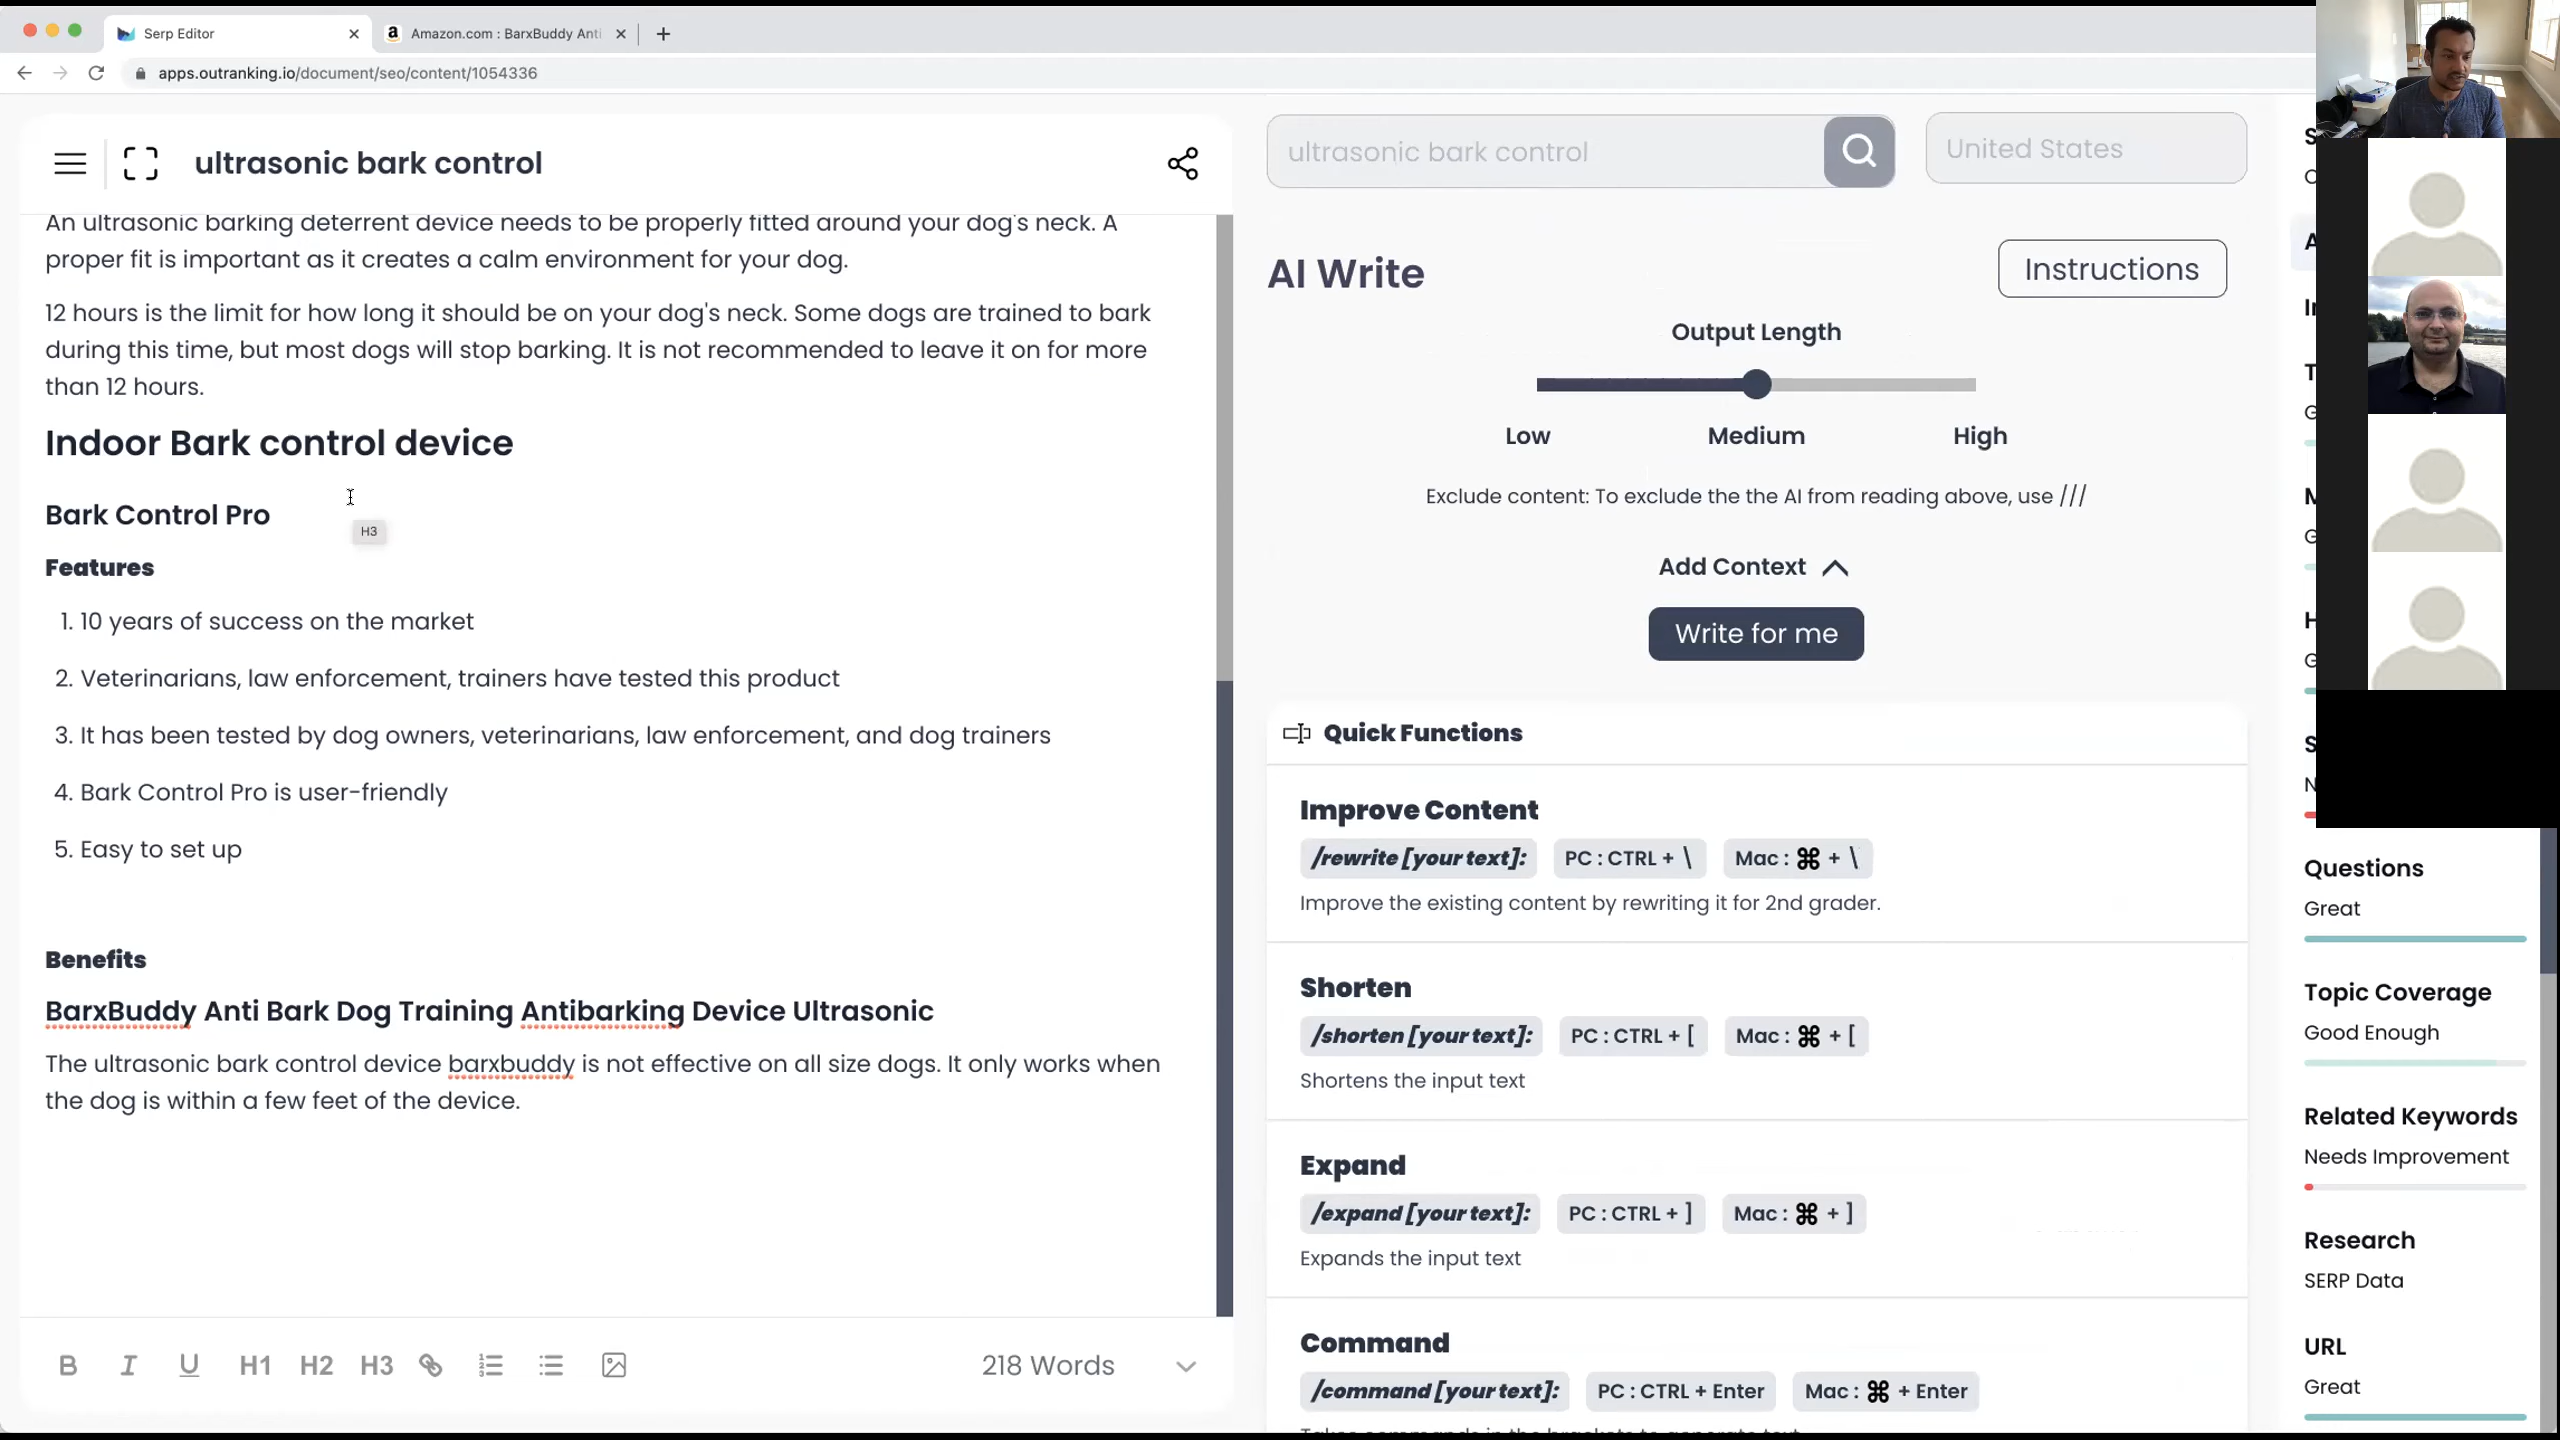 Serp Editor
a
Amazon.com : BarxBuddy Anti
apps.outranking.io/document/seo/content/1054336
ultrasonic bark control
An ultrasonic barking deterrent device needs to be properly fitted around your dog's neck. A
proper fit is important as it creates a calm environment for your dog.
12 hours is the limit for how long it should be on your dog's neck. Some dogs are trained to bark
during this time, but most dogs will stop barking. It is not recommended to leave it on for more
than 12 hours.
Indoor Bark control device
Bark Control Pro
H3
Features
1. 10 years of success on the market
2. Veterinarians, law enforcement, trainers have tested this product
3. It has been tested by dog owners, veterinarians, law enforcement, and dog trainers
4. Bark Control Pro is user-friendly
5. Easy to set up
Benefits
BarxBuddy Anti Bark Dog Training Antibarking Device Ultrasonic
The ultrasonic bark control device barxbuddy is not effective on all size dogs. It only works when
the dog is within a few feet of the device.
B I U H1 H2 H3
218 Words
ultrasonic bark control
United States
AI Write
Instructions
Output Length
Low Medium High
Exclude content: To exclude the the AI from reading above, use ///
Add Context
Write for me
Quick Functions
Improve Content
/rewrite [your text]: PC : CTRL + \ Mac : ⌘ + \
Improve the existing content by rewriting it for 2nd grader.
Shorten
/shorten [your text]: PC : CTRL + [ Mac : ⌘ + [
Shortens the input text
Expand
/expand [your text]: PC : CTRL + ] Mac : ⌘ + ]
Expands the input text
Command
/command [your text]: PC : CTRL + Enter Mac : ⌘ + Enter
Questions
Great
Topic Coverage
Good Enough
Related Keywords
Needs Improvement
Research
SERP Data
URL
Great